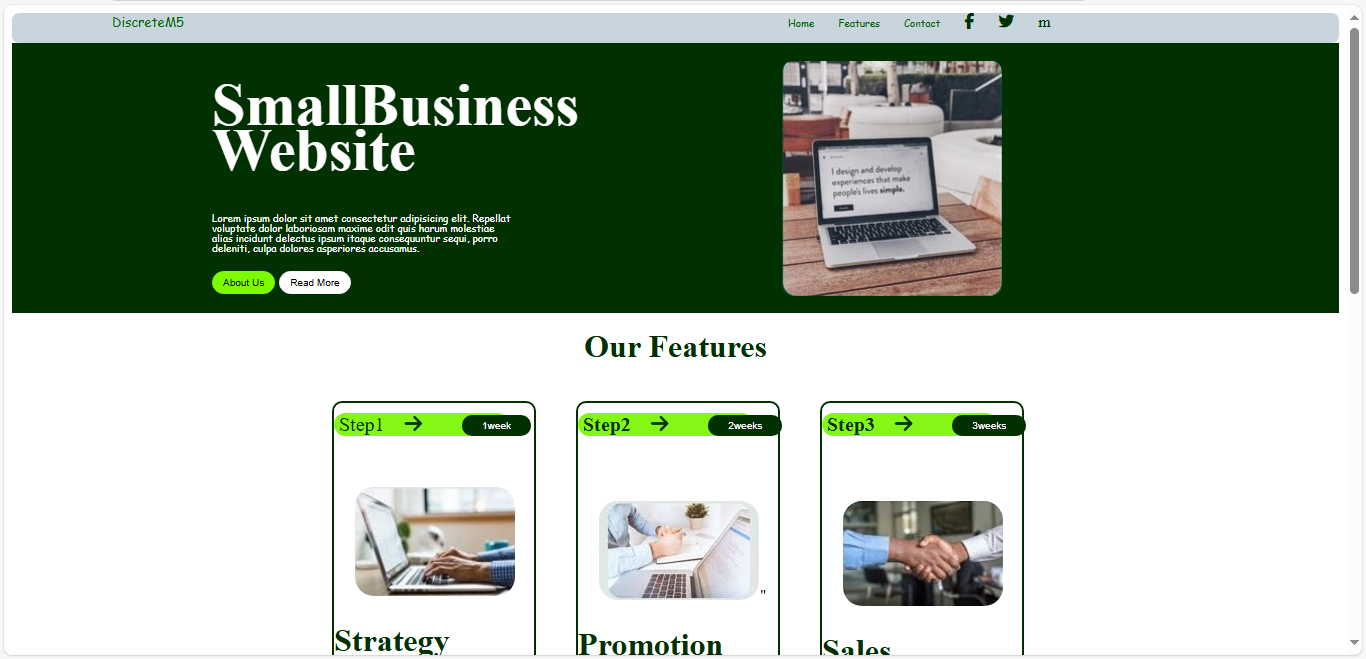 DiscreteM5
Home Features Contact m
SmallBusiness
Website
I design and develop
experiences that make
people's lives simple.
Lorem ipsum dolor sit amet consectetur adipisicing elit. Repellat
voluptate dolor laboriosam maxime odit quis harum molestiae
alias incidunt delectus ipsum itaque consequuntur sequi, porro
deleniti, culpa dolores asperiores accusamus.
About Us Read More
Our Features
Step1 1week
Step2 2weeks
Step3 3weeks
"
Strategy
Promotion
Sales